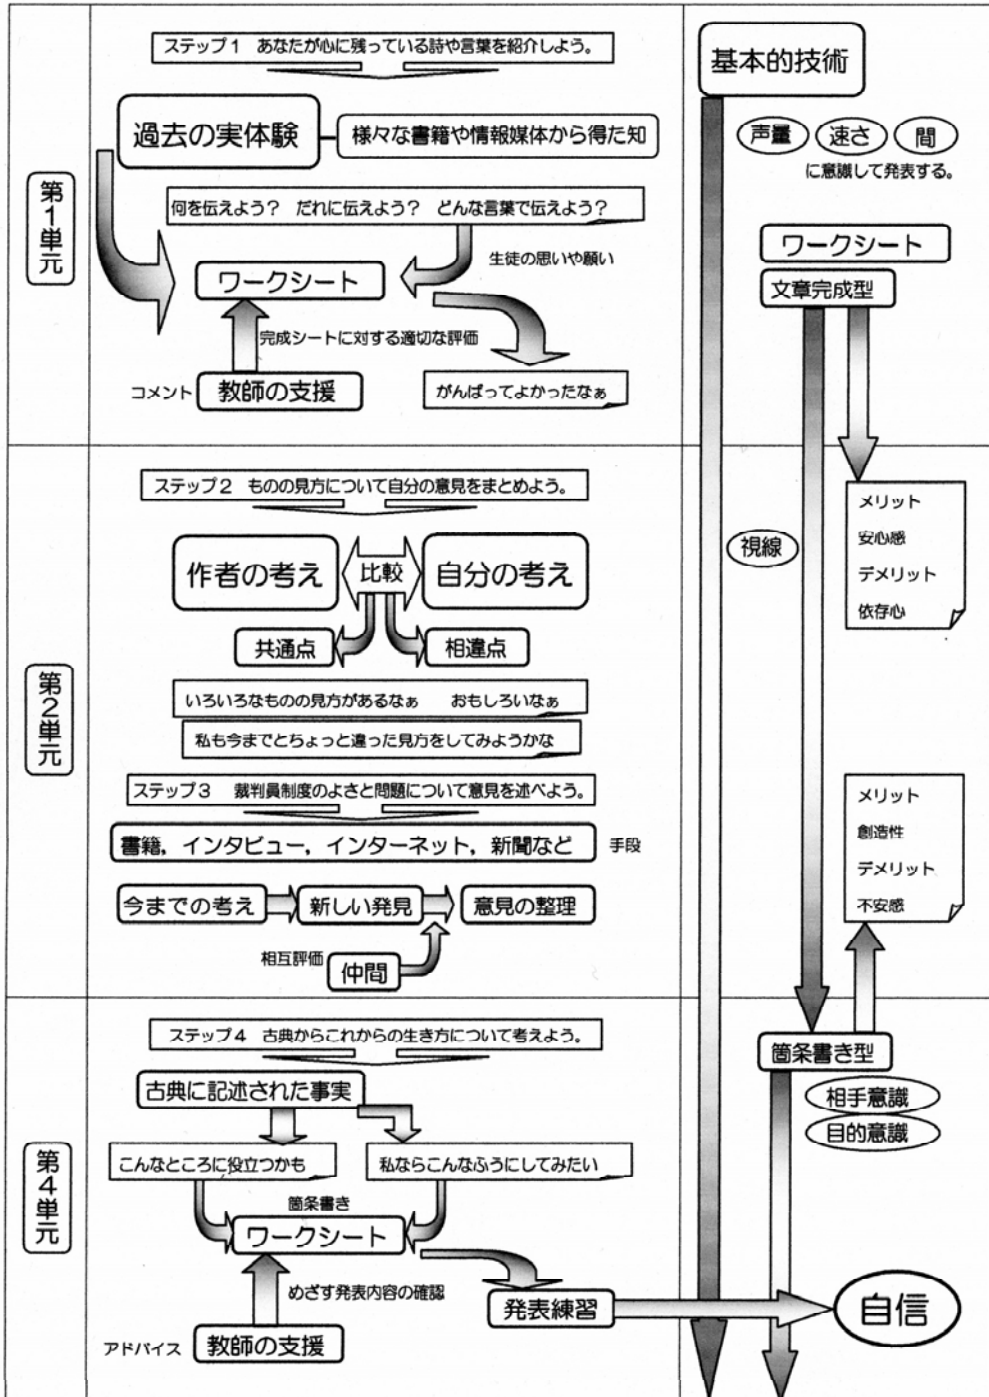 第1単元
ステップ1 あなたが心に残っている詩や言葉を紹介しよう。
過去の実体験
様々な書籍や情報媒体から得た知
何を伝えよう? だれに伝えよう? どんな言葉で伝えよう?
生徒の思いや願い
ワークシート
完成シートに対する適切な評価
コメント
教師の支援
がんばってよかったなぁ
基本的技術
声量
速さ
間
に意識して発表する。
ワークシート
文章完成型
第2単元
ステップ2 ものの見方について自分の意見をまとめよう。
作者の考え
比較
自分の考え
共通点
相違点
いろいろなものの見方があるなぁ おもしろいなぁ
私も今までとちょっと違った見方をしてみようかな
ステップ3 裁判員制度のよさと問題について意見を述べよう。
書籍，インタビュー，インターネット，新聞など
手段
今までの考え
新しい発見
意見の整理
相互評価
仲間
視線
メリット
安心感
デメリット
依存心
メリット
創造性
デメリット
不安感
第4単元
ステップ4 古典からこれからの生き方について考えよう。
古典に記述された事実
こんなところに役立つかも
私ならこんなふうにしてみたい
箇条書き
ワークシート
めざす発表内容の確認
アドバイス
教師の支援
発表練習
箇条書き型
相手意識
目的意識
自信